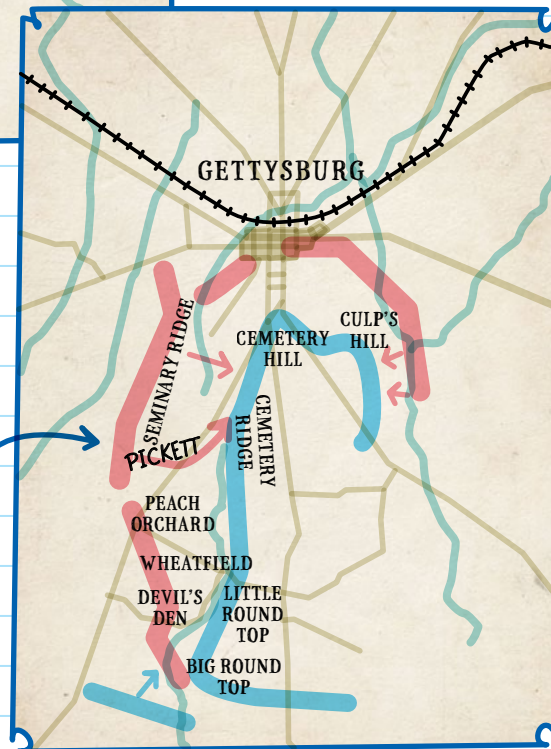 GETTYSBURG
SEMINARY RIDGE
CEMETERY
HILL
CULP'S
HILL
CEMETERY
RIDGE
PICKETT
PEACH
ORCHARD
WHEATFIELD
DEVIL'S
DEN
LITTLE
ROUND
TOP
BIG ROUND
TOP